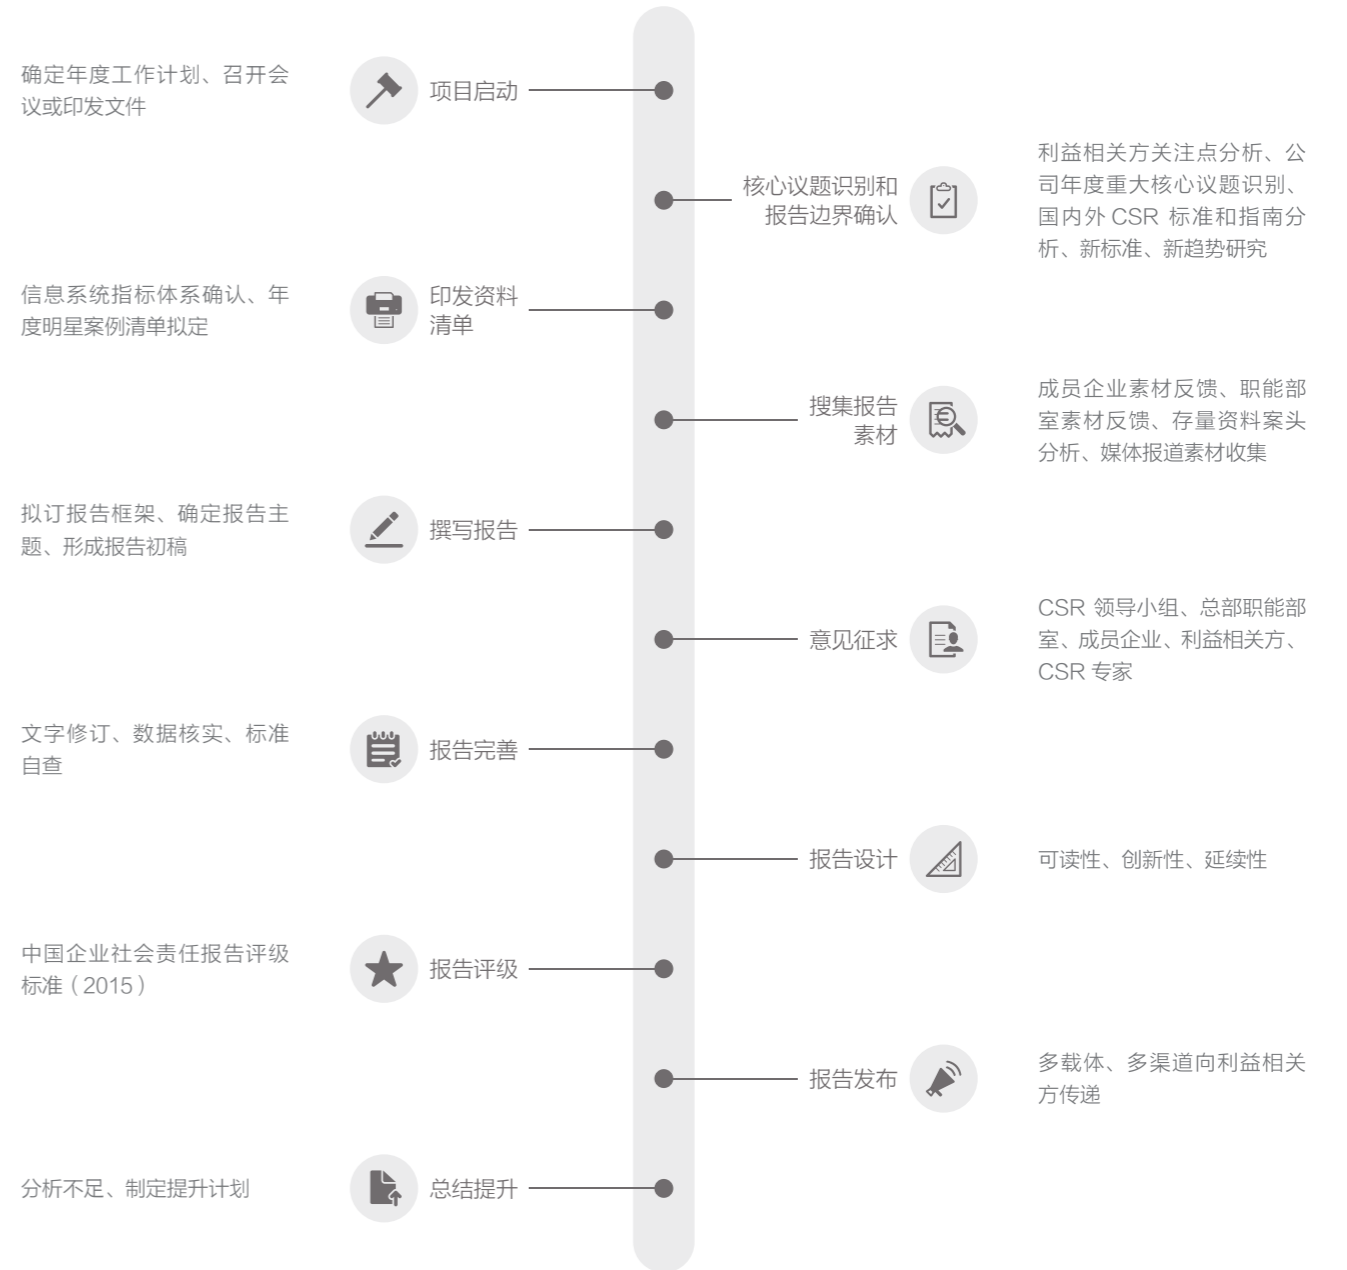 确定年度工作计划、召开会
议或印发文件
项目启动
核心议题识别和
报告边界确认
利益相关方关注点分析、公
司年度重大核心议题识别、
国内外 CSR 标准和指南分
析、新标准、新趋势研究
信息系统指标体系确认、年
度明星案例清单拟定
印发资料
清单
搜集报告
素材
成员企业素材反馈、职能部
室素材反馈、存量资料案头
分析、媒体报道素材收集
拟订报告框架、确定报告主
题、形成报告初稿
撰写报告
意见征求
CSR 领导小组、总部职能部
室、成员企业、利益相关方、
CSR 专家
文字修订、数据核实、标准
自查
报告完善
报告设计
可读性、创新性、延续性
中国企业社会责任报告评级
标准（2015）
报告评级
报告发布
多载体、多渠道向利益相关
方传递
分析不足、制定提升计划
总结提升